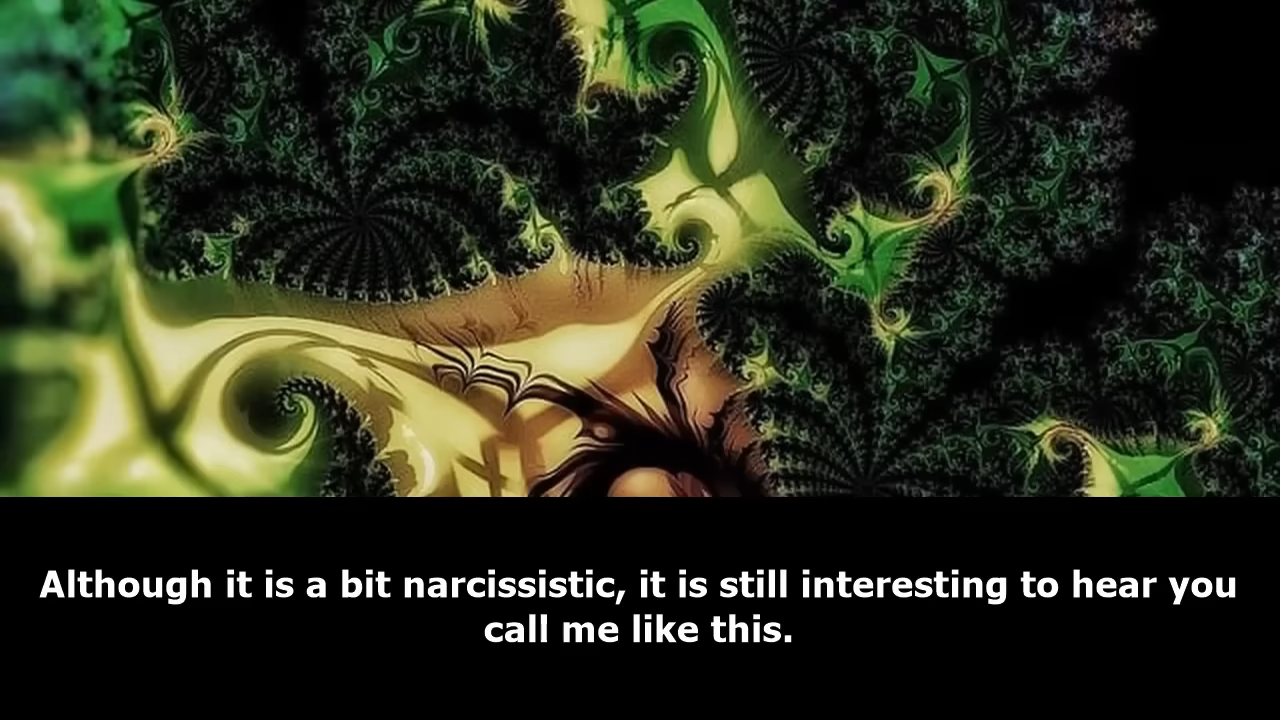 Although it is a bit narcissistic, it is still interesting to hear you
call me like this.